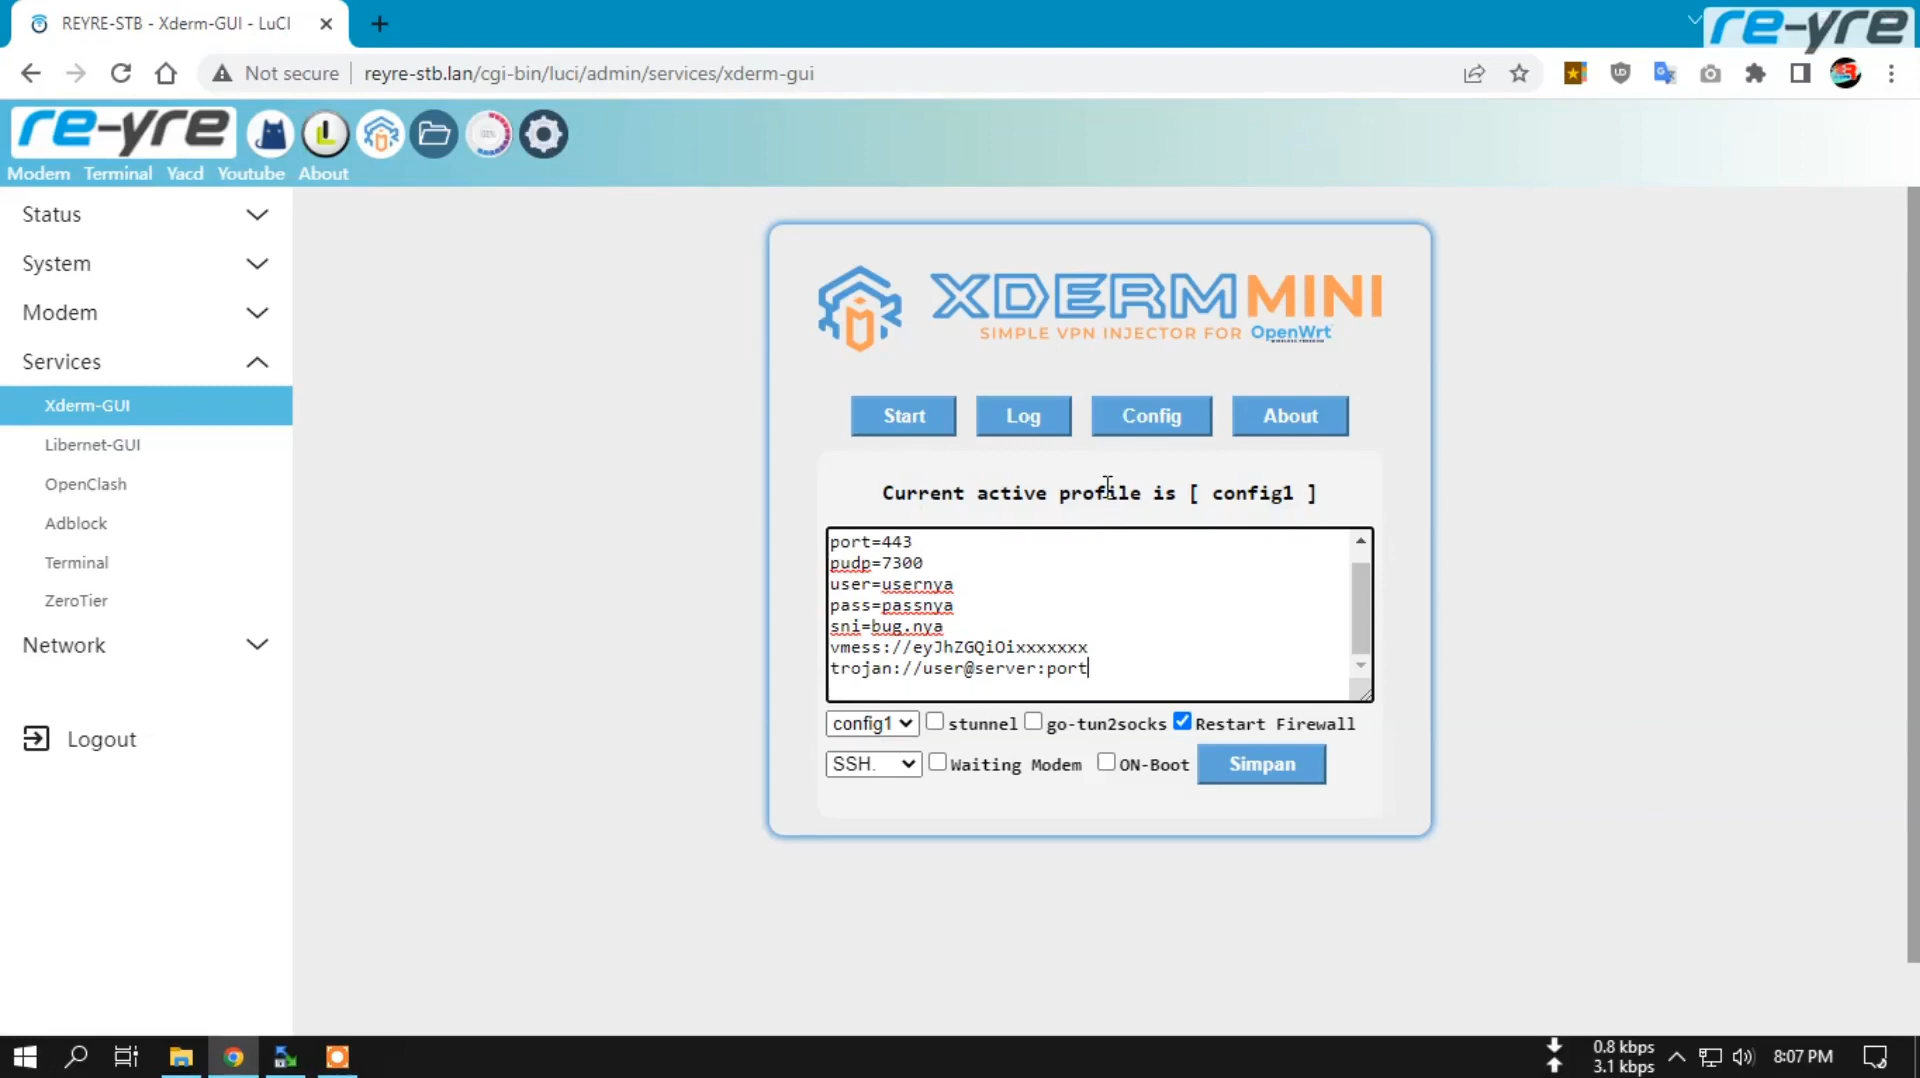 REYRE-STB - Xderm-GUI - LuCI
re-yre
Not secure
reyre-stb.lan/cgi-bin/luci/admin/services/xderm-gui
re-yre
Modem Terminal Yacd Youtube About
Status
System
Modem
Services
Xderm-GUI
Libernet-GUI
OpenClash
Adblock
Terminal
ZeroTier
Network
Logout
XDERM MINI
SIMPLE VPN INJECTOR FOR OpenWrt
WIRELESS FREEDOM
Start Log Config About
Current active profile is [ config1 ]
port=443
pudp=7300
user=usernya
pass=passnya
sni=bug.nya
vmess://eyJhZGQiOixxxxxxx
trojan://user@server:port
config1 stunnel go-tun2socks Restart Firewall
SSH. Waiting Modem ON-Boot Simpan
0.8 kbps
3.1 kbps
8:07 PM